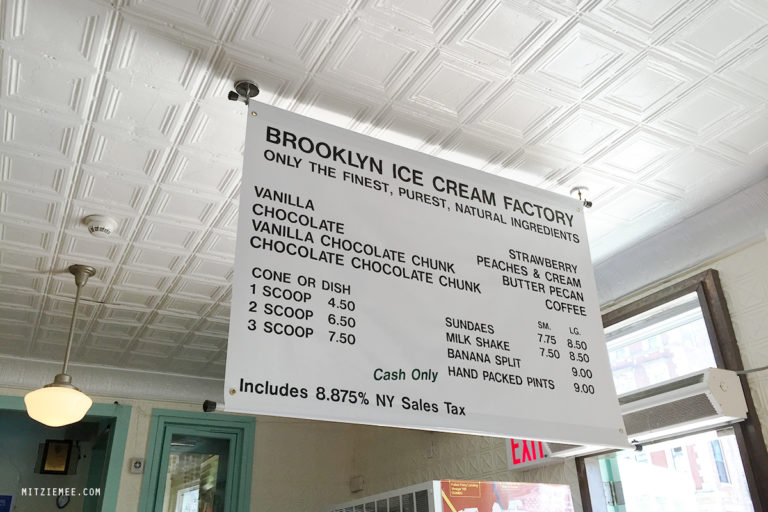 BROOKLYN ICE CREAM FACTORY
ONLY THE FINEST, PUREST, NATURAL INGREDIENTS
VANILLA
CHOCOLATE
VANILLA CHOCOLATE CHUNK
CHOCOLATE CHOCOLATE CHUNK
STRAWBERRY
PEACHES & CREAM
BUTTER PECAN
COFFEE
CONE OR DISH
1 SCOOP 4.50
2 SCOOP 6.50
3 SCOOP 7.50
SM. LG.
SUNDAES 7.75 8.50
MILK SHAKE 7.50 8.50
BANANA SPLIT 9.00
HAND PACKED PINTS 9.00
Cash Only
Includes 8.875% NY Sales Tax
EXIT
MITZIEMEE.COM